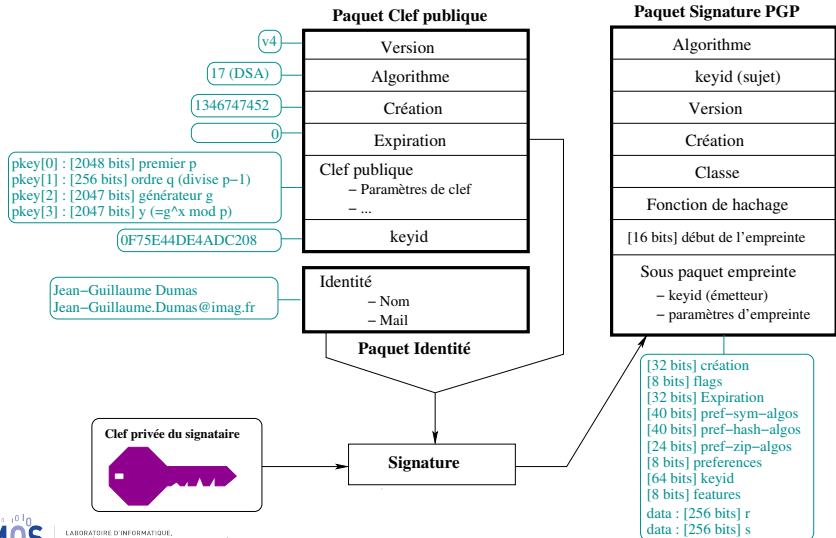 Paquet Clef publique
v4
Version
17 (DSA)
Algorithme
1346747452
Création
0
Expiration
pkey[0] : [2048 bits] premier p
pkey[1] : [256 bits] ordre q (divise p−1)
pkey[2] : [2047 bits] générateur g
pkey[3] : [2047 bits] y (=g^x mod p)
Clef publique
− Paramètres de clef
− ...
0F75E44DE4ADC208
keyid
Jean−Guillaume Dumas
Jean−Guillaume.Dumas@imag.fr
Identité
− Nom
− Mail
Paquet Identité
Paquet Signature PGP
Algorithme
keyid (sujet)
Version
Création
Classe
Fonction de hachage
[16 bits] début de l'empreinte
Sous paquet empreinte
− keyid (émetteur)
− paramètres d'empreinte
[32 bits] création
[8 bits] flags
[32 bits] Expiration
[40 bits] pref−sym−algos
[40 bits] pref−hash−algos
[24 bits] pref−zip−algos
[8 bits] preferences
[64 bits] keyid
[8 bits] features
data : [256 bits] r
data : [256 bits] s
Clef privée du signataire
Signature
LABORATOIRE D'INFORMATIQUE,